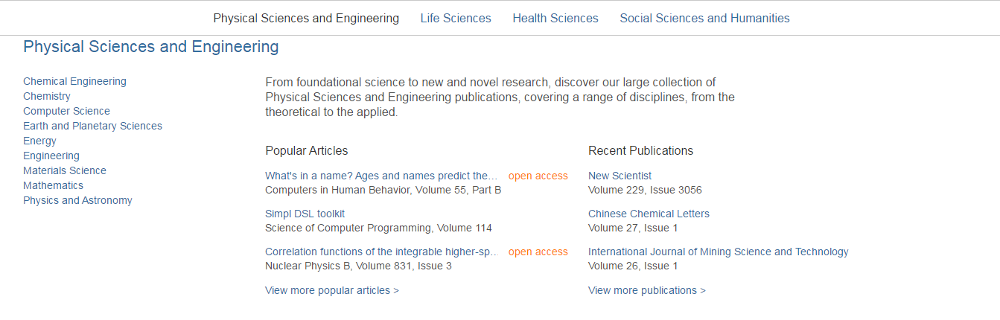 Physical Sciences and Engineering Life Sciences Health Sciences Social Sciences and Humanities
Physical Sciences and Engineering
Chemical Engineering
Chemistry
Computer Science
Earth and Planetary Sciences
Energy
Engineering
Materials Science
Mathematics
Physics and Astronomy
From foundational science to new and novel research, discover our large collection of
Physical Sciences and Engineering publications, covering a range of disciplines, from the
theoretical to the applied.
Popular Articles
What's in a name? Ages and names predict the... open access
Computers in Human Behavior, Volume 55, Part B
Simpl DSL toolkit
Science of Computer Programming, Volume 114
Correlation functions of the integrable higher-sp... open access
Nuclear Physics B, Volume 831, Issue 3
View more popular articles >
Recent Publications
New Scientist
Volume 229, Issue 3056
Chinese Chemical Letters
Volume 27, Issue 1
International Journal of Mining Science and Technology
Volume 26, Issue 1
View more publications >